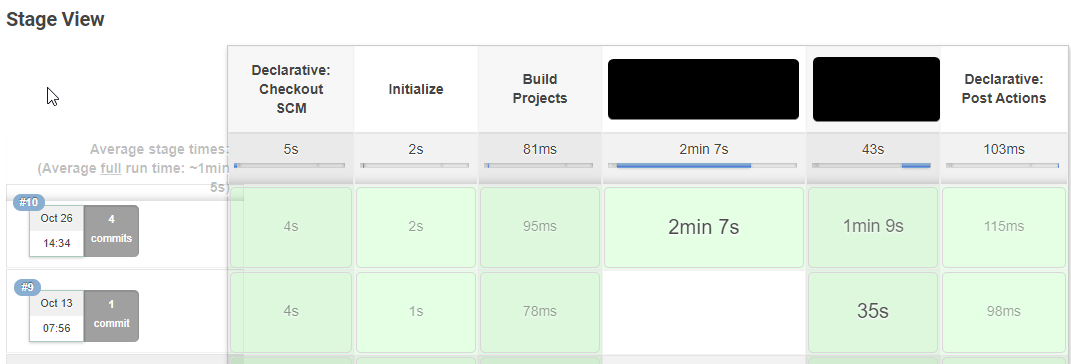 Stage View
Declarative:
Checkout
SCM
Initialize
Build
Projects
Declarative:
Post Actions
Average stage times:
(Average full run time: ~1min
5s)
5s
2s
81ms
2min 7s
43s
103ms
#10
Oct 26
14:34
4
commits
4s
2s
95ms
2min 7s
1min 9s
115ms
#9
Oct 13
07:56
1
commit
4s
1s
78ms
35s
98ms